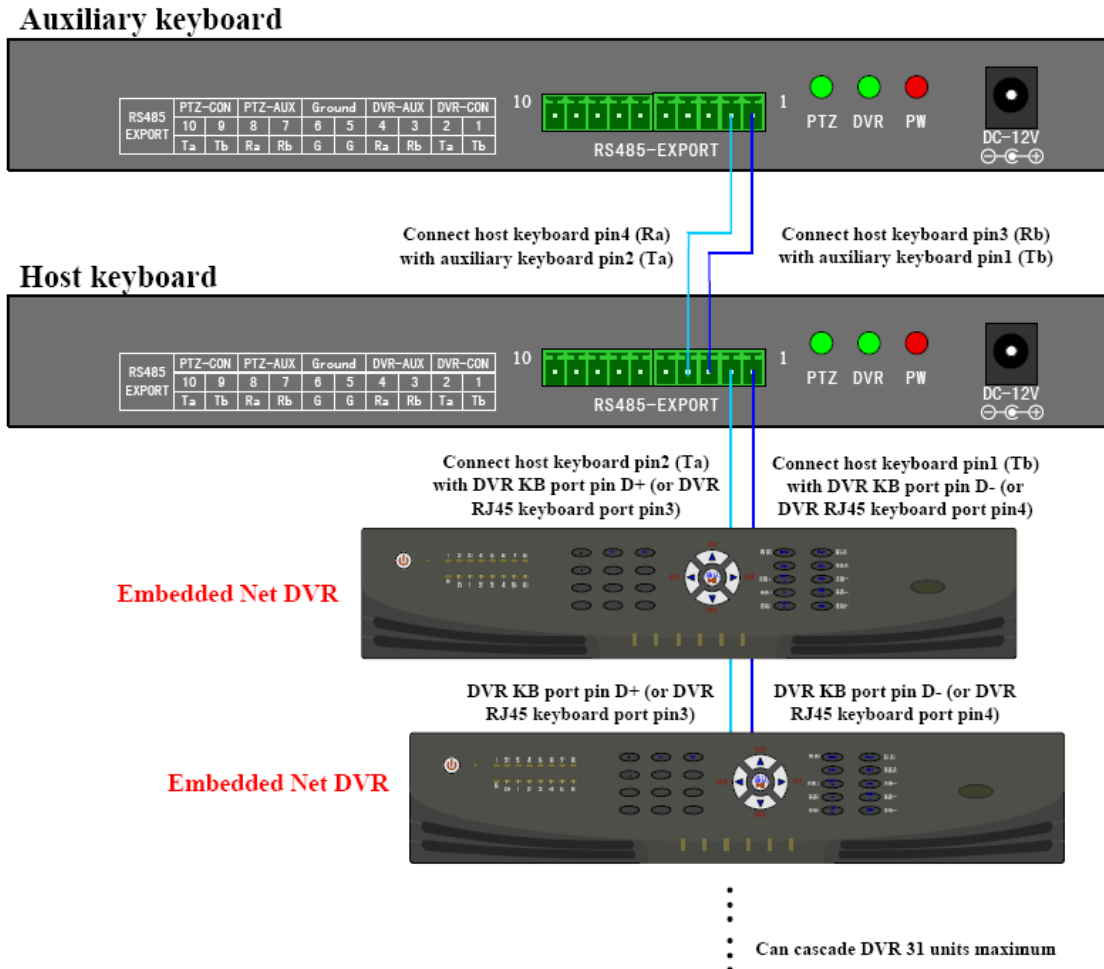 Auxiliary keyboard
RS485 EXPORT PTZ-CON PTZ-AUX Ground DVR-AUX DVR-CON
10 9 8 7 6 5 4 3 2 1
Ta Tb Ra Rb G G Ra Rb Ta Tb
10 1
RS485-EXPORT
PTZ DVR PW
DC-12V
Connect host keyboard pin4 (Ra)
with auxiliary keyboard pin2 (Ta)
Connect host keyboard pin3 (Rb)
with auxiliary keyboard pin1 (Tb)
Host keyboard
RS485 EXPORT PTZ-CON PTZ-AUX Ground DVR-AUX DVR-CON
10 9 8 7 6 5 4 3 2 1
Ta Tb Ra Rb G G Ra Rb Ta Tb
10 1
RS485-EXPORT
PTZ DVR PW
DC-12V
Connect host keyboard pin2 (Ta)
with DVR KB port pin D+ (or DVR
RJ45 keyboard port pin3)
Connect host keyboard pin1 (Tb)
with DVR KB port pin D- (or
DVR RJ45 keyboard port pin4)
Embedded Net DVR
DVR KB port pin D+ (or DVR
RJ45 keyboard port pin3)
DVR KB port pin D- (or DVR
RJ45 keyboard port pin4)
Embedded Net DVR
Can cascade DVR 31 units maximum